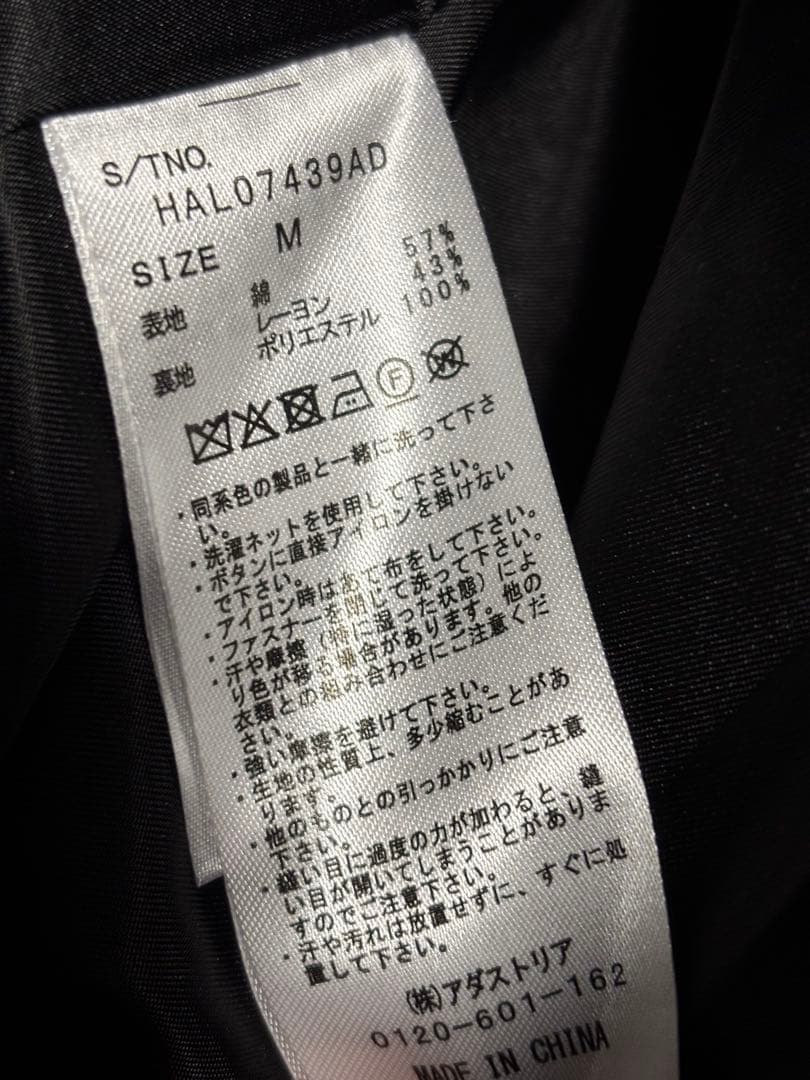 S/TNO.
HAL07439AD
SIZE M
表地 綿 57%
レーヨン 43%
裏地 ポリエステル 100%
F W
・同系色の製品と一緒に洗って下さ
い。
・洗濯ネットを使用して下さい。
・ボタンに直接アイロンを掛けない
で下さい。
・アイロン時はあて布をして下さい。
・ファスナーを閉じて洗って下さい。
・汗や摩擦(特に湿った状態)によ
り色が移る場合があります。他の
衣類との組み合わせにご注意くだ
さい。
・強い摩擦を避けて下さい。
・生地の性質上、多少縮むことがあ
ります。
・他のものとの引っかかりにご注意
下さい。
・縫い目に過度の力が加わると、縫
い目が開いてしまうことがありま
すのでご注意下さい。
・汗や汚れは放置せずに、すぐに処
置して下さい。
(株)アダストリア
0120-601-162
MADE IN CHINA